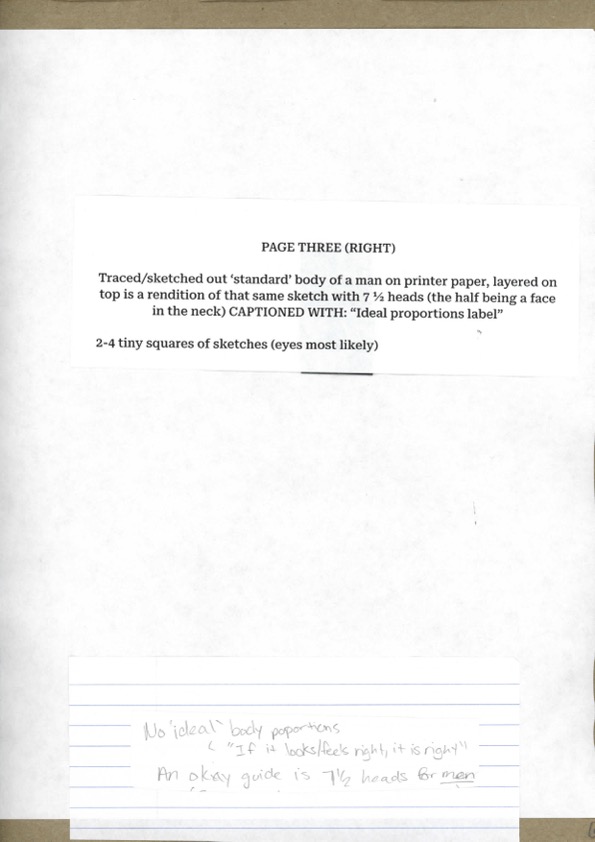 PAGE THREE (RIGHT)
Traced/sketched out ‘standard’ body of a man on printer paper, layered on
top is a rendition of that same sketch with 7 ½ heads (the half being a face
in the neck) CAPTIONED WITH: “Ideal proportions label”
2-4 tiny squares of sketches (eyes most likely)
No "ideal" body poportions
"If it looks/feels right, it is right"
An okay guide is 7½ heads for men